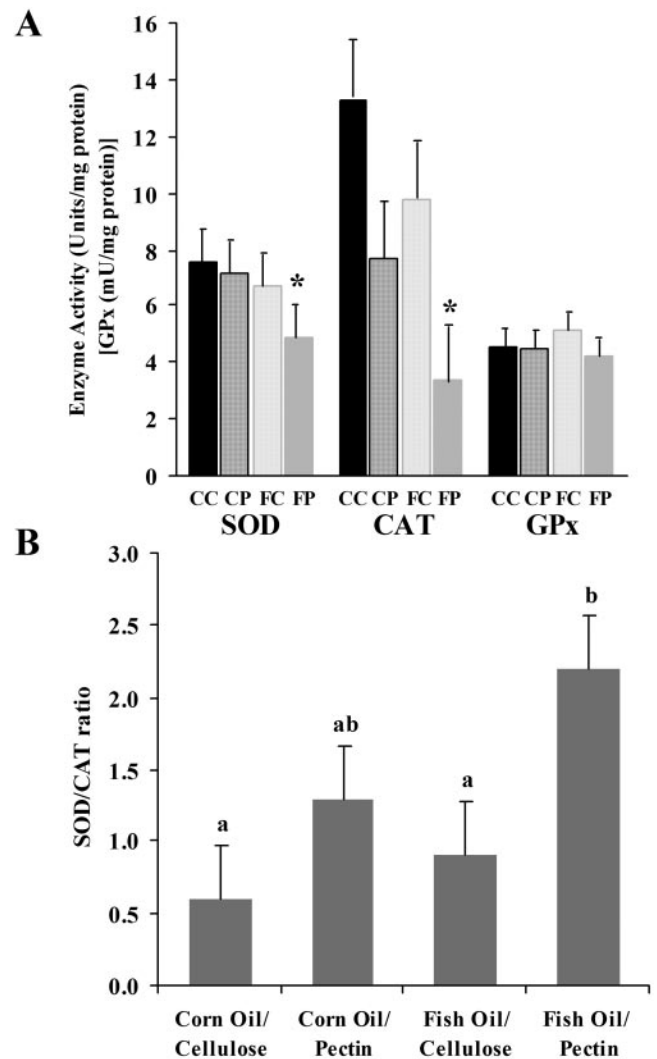 A
Enzyme Activity (Units/mg protein)
[GPx (mU/mg protein)]
16
14
12
10
8
6
4
2
0
*
*
CC CP FC FP CC CP FC FP CC CP FC FP
SOD CAT GPx
B
SOD/CAT ratio
3.0
2.5
2.0
1.5
1.0
0.5
0.0
a
ab
a
b
Corn Oil/ Corn Oil/ Fish Oil/ Fish Oil/
Cellulose Pectin Cellulose Pectin